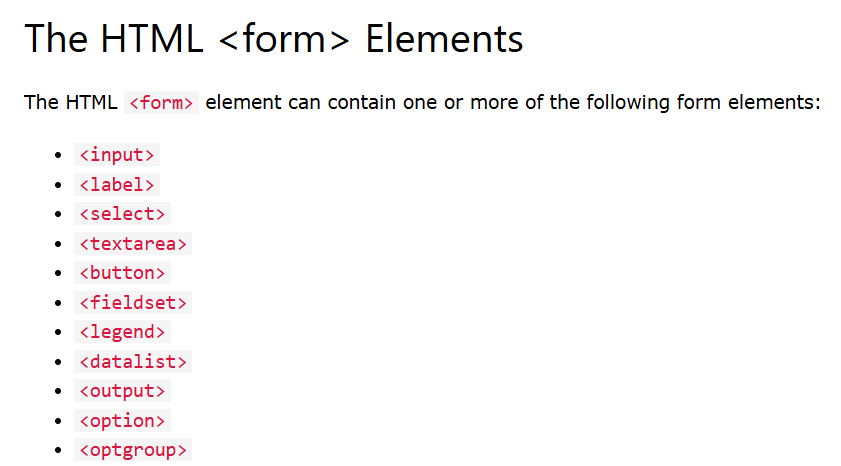 The HTML <form> Elements
The HTML <form> element can contain one or more of the following form elements:
• <input>
• <label>
• <select>
• <textarea>
• <button>
• <fieldset>
• <legend>
• <datalist>
• <output>
• <option>
• <optgroup>